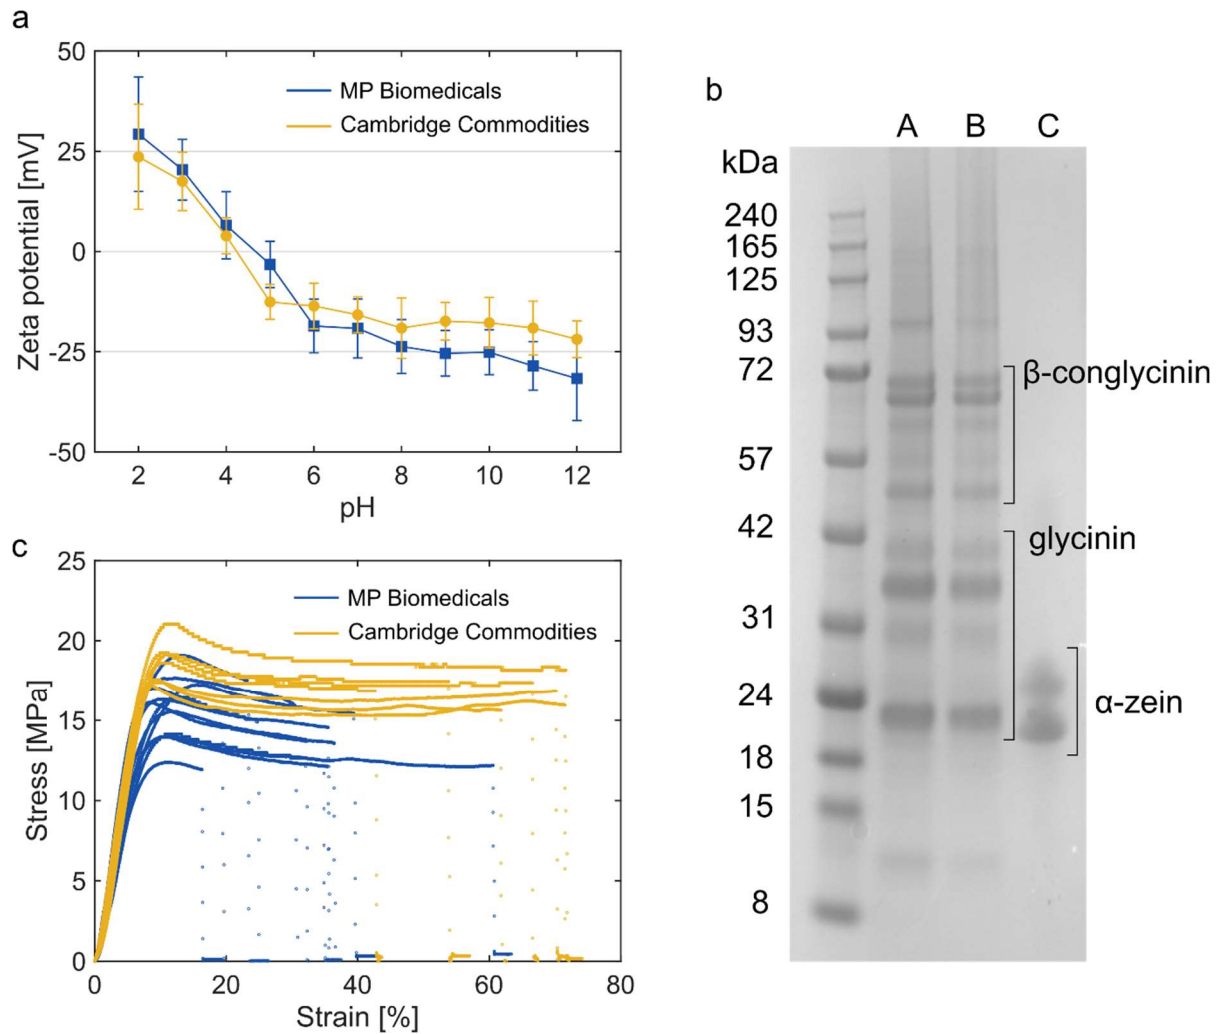 a
50
25
0
-25
-50
Zeta potential [mV]
MP Biomedicals
Cambridge Commodities
2 4 6 8 10 12
pH
b
A B C
kDa
240
165
125
93
72
57
42
31
24
18
15
8
β-conglycinin
glycinin
α-zein
c
25
20
15
10
5
0
Stress [MPa]
MP Biomedicals
Cambridge Commodities
0 20 40 60 80
Strain [%]